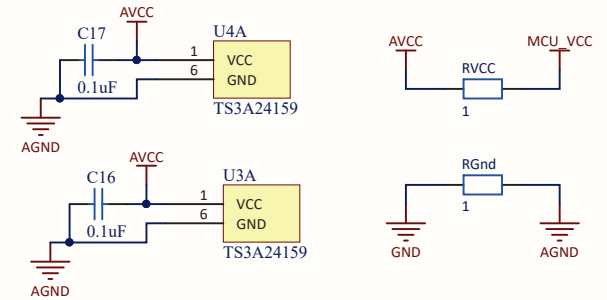 AVCC
C17
0.1uF
AGND
U4A
1
VCC
6
GND
TS3A24159
AVCC
MCU_VCC
RVCC
1
AVCC
C16
0.1uF
AGND
U3A
1
VCC
6
GND
TS3A24159
RGnd
1
GND
AGND